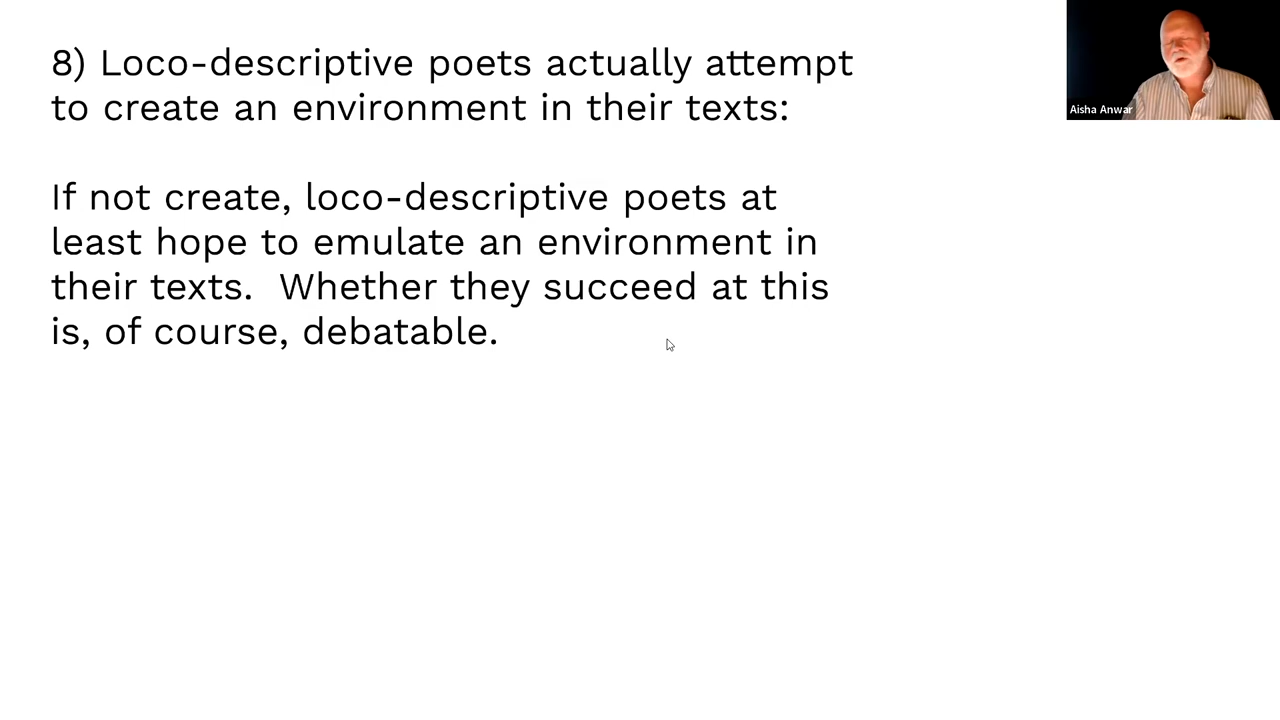 8) Loco-descriptive poets actually attempt
to create an environment in their texts:
If not create, loco-descriptive poets at
least hope to emulate an environment in
their texts.  Whether they succeed at this
is, of course, debatable.
Aisha Anwar